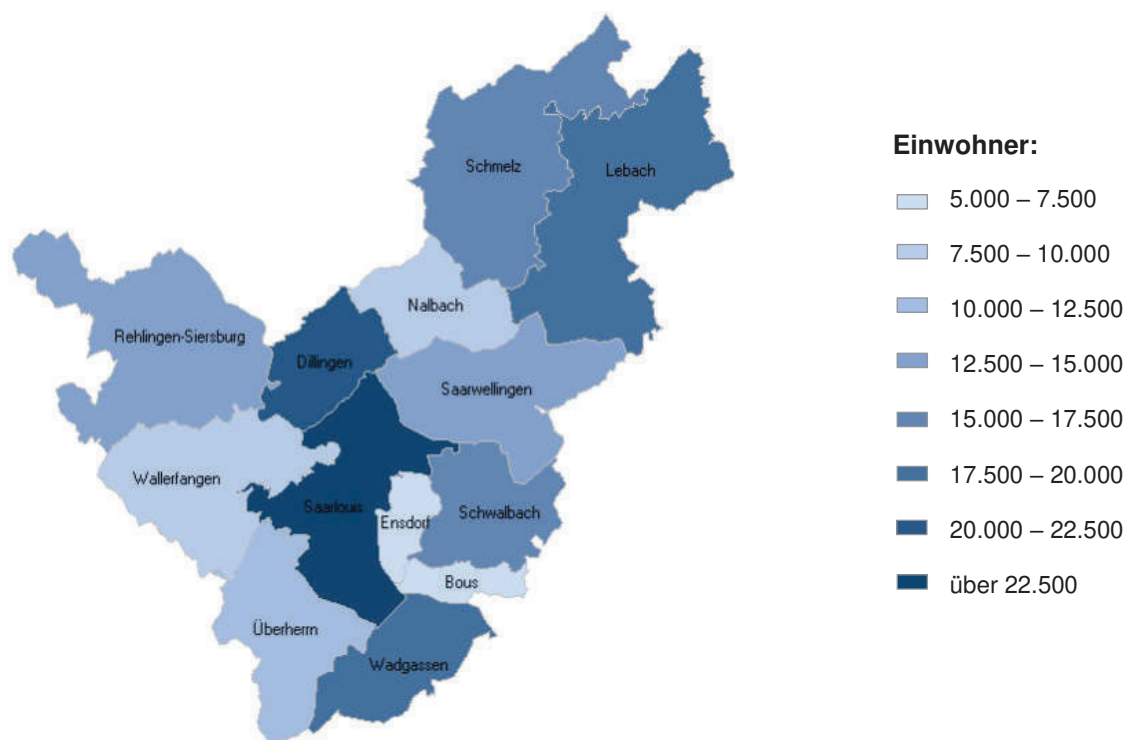 Schmelz
Lebach
Nalbach
Rehlingen-Siersburg
Dillingen
Saarwellingen
Wallerfangen
Saarlouis
Ensdorf
Schwalbach
Bous
Überherrn
Wadgassen
Einwohner:
5.000 – 7.500
7.500 – 10.000
10.000 – 12.500
12.500 – 15.000
15.000 – 17.500
17.500 – 20.000
20.000 – 22.500
über 22.500